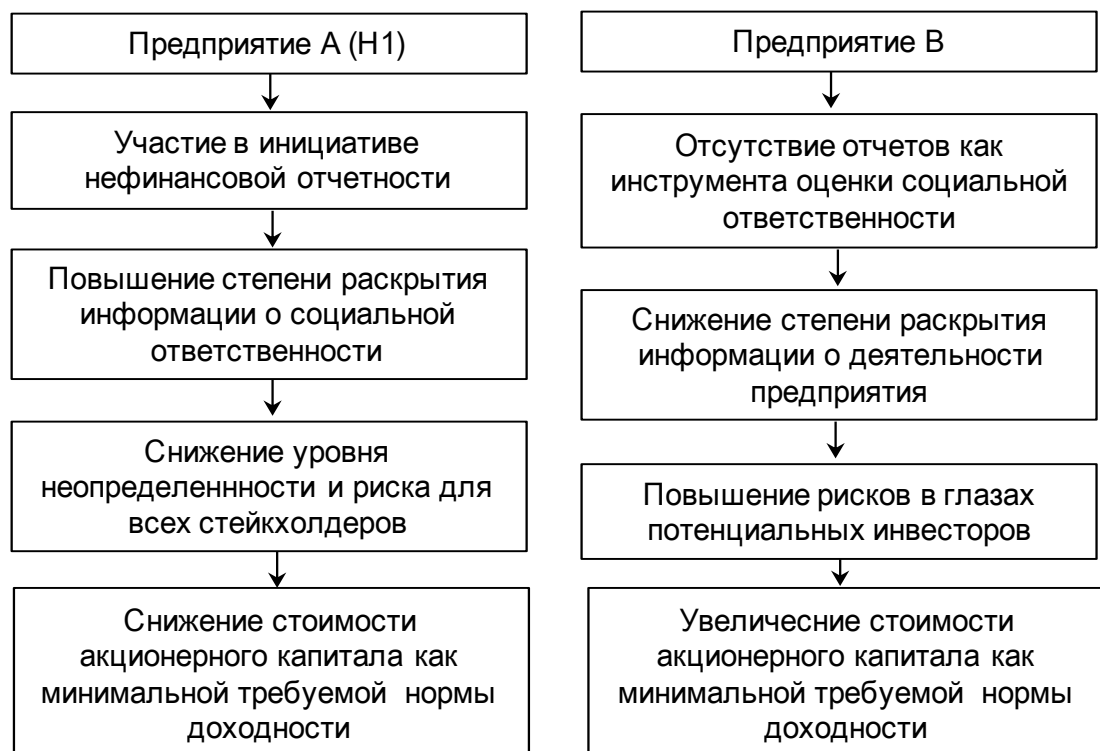 Предприятие А (Н1)
Участие в инициативе
нефинансовой отчетности
Повышение степени раскрытия
информации о социальной
ответственности
Снижение уровня
неопределеннности и риска для
всех стейкхолдеров
Снижение стоимости
акционерного капитала как
минимальной требуемой нормы
доходности
Предприятие В
Отсутствие отчетов как
инструмента оценки социальной
ответственности
Снижение степени раскрытия
информации о деятельности
предприятия
Повышение рисков в глазах
потенциальных инвесторов
Увеличесние стоимости
акционерного капитала как
минимальной требуемой нормы
доходности